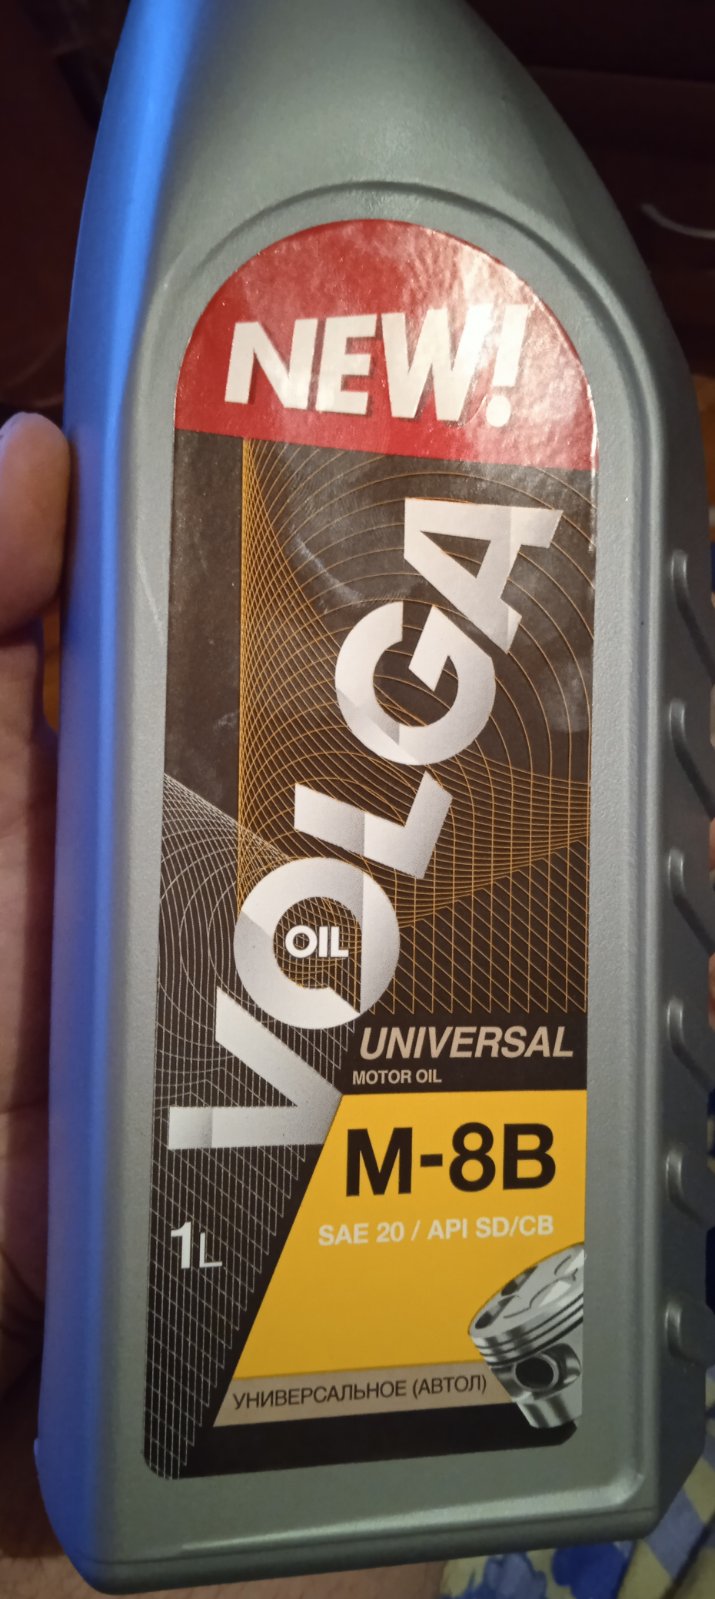 NEW!
VOLGA
OIL
UNIVERSAL
MOTOR OIL
M-8B
SAE 20 / API SD/CB
1L
УНИВЕРСАЛЬНОЕ (АВТОЛ)